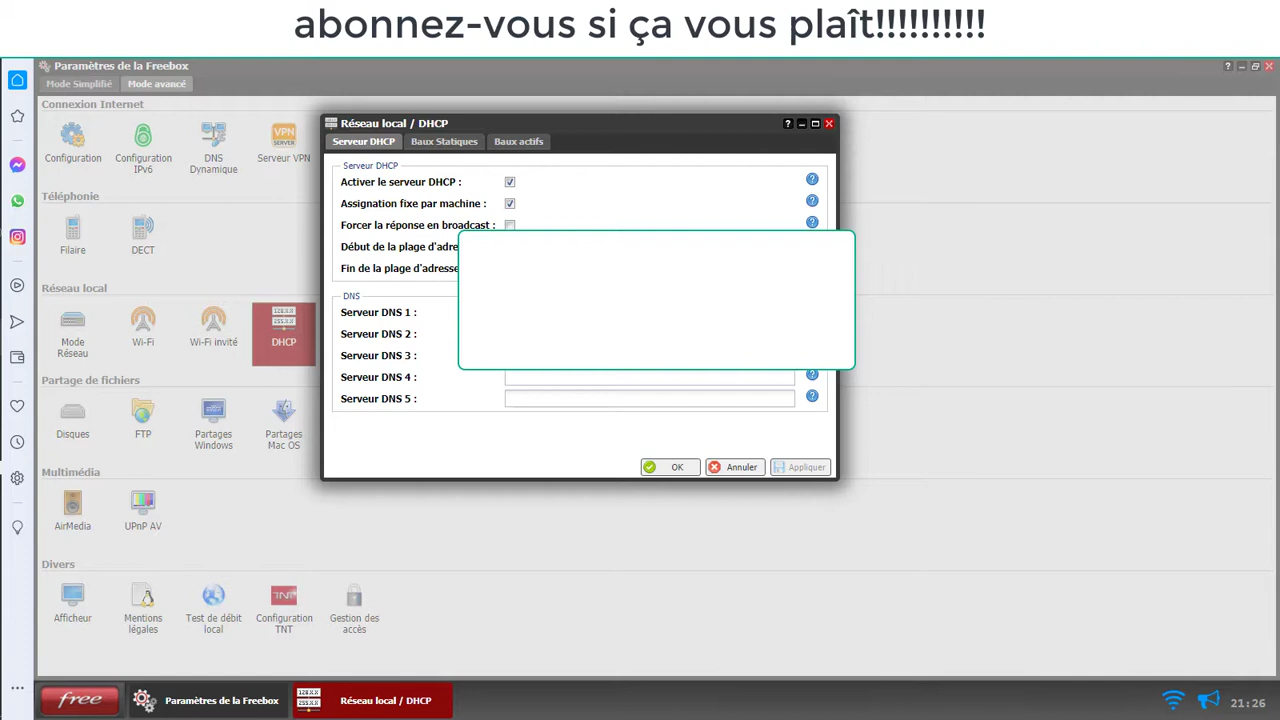 abonnez-vous si ça vous plaît!!!!!!!!!!
Paramètres de la Freebox
Mode Simplifié
Mode avancé
Connexion Internet
Configuration
Configuration
IPv6
DNS
Dynamique
VPN
SERVER
Serveur VPN
Téléphonie
Filaire
DECT
Réseau local
Mode
Réseau
Wi-Fi
Wi-Fi invité
DHCP
Partage de fichiers
Disques
FTP
Partages
Windows
Partages
Mac OS
Multimédia
AirMedia
UPnP AV
Divers
Afficheur
Mentions
légales
Test de débit
local
TNT
Configuration
TNT
Gestion des
accès
Réseau local / DHCP
Serveur DHCP
Baux Statiques
Baux actifs
Serveur DHCP
Activer le serveur DHCP :
Assignation fixe par machine :
Forcer la réponse en broadcast :
Début de la plage d'adre
Fin de la plage d'adresse
DNS
Serveur DNS 1 :
Serveur DNS 2 :
Serveur DNS 3 :
Serveur DNS 4 :
Serveur DNS 5 :
OK
Annuler
Appliquer
free
Paramètres de la Freebox
Réseau local / DHCP
21:26